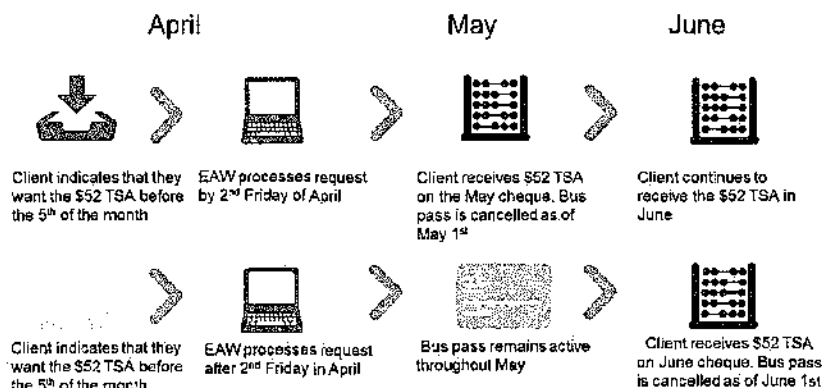 April
May
June
Client indicates that they
want the $52 TSA before
the 5th of the month
EAW processes request
by 2nd Friday of April
Client receives $52 TSA
on the May cheque. Bus
pass is cancelled as of
May 1st
Client continues to
receive the $52 TSA in
June
Client indicates that they
want the $52 TSA before
the 5th of the month
EAW processes request
after 2nd Friday in April
Bus pass remains active
throughout May
Client receives $52 TSA
on June cheque. Bus pass
is cancelled as of June 1st